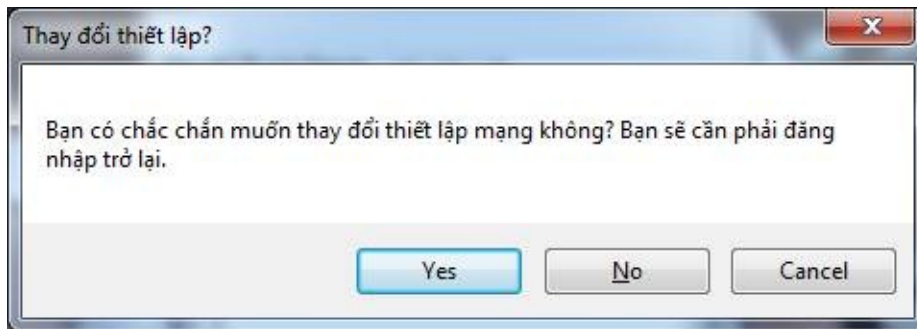 Thay đổi thiết lập?
Bạn có chắc chắn muốn thay đổi thiết lập mạng không? Bạn sẽ cần phải đăng
nhập trở lại.
Yes No Cancel